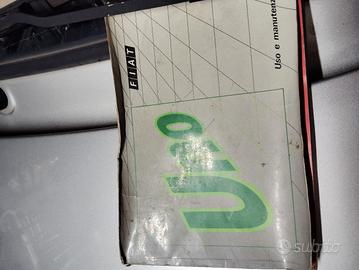 FIAT
Uso e manutenz
Uno
subito